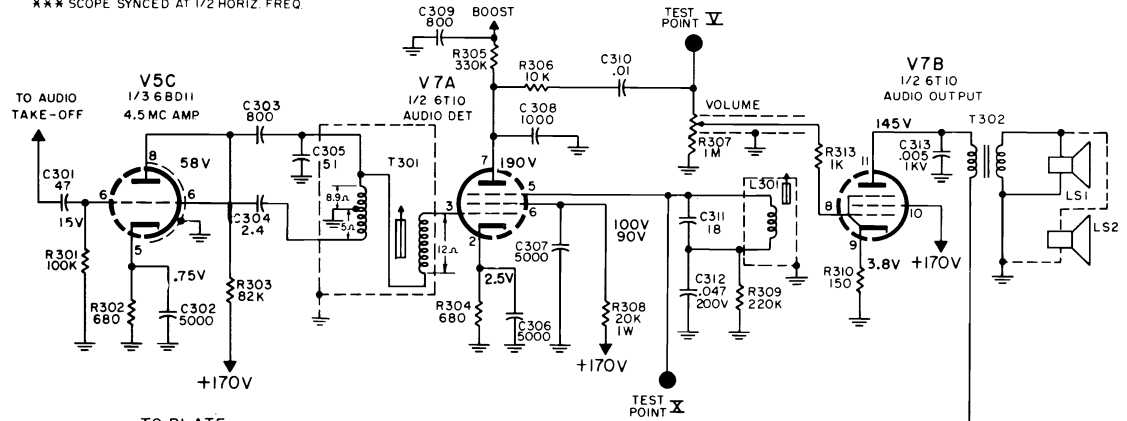 *** SCOPE SYNCED AT 1/2 HORIZ. FREQ.
C309
800
BOOST
TEST
POINT V
R305
330K
R306
10K
C310
.01
V5C
1/3 6BD11
4.5 MC AMP
V7A
1/2 6T10
AUDIO DET
V7B
1/2 6T10
AUDIO OUTPUT
TO AUDIO
TAKE-OFF
C303
800
C308
1000
VOLUME
R307
1M
C305
51
T301
8.9Ω
5Ω
12Ω
8
58V
6
6
5
C301
47
15V
R301
100K
C304
2.4
.75V
R302
680
C302
5000
R303
82K
+170V
7
190V
3
5
6
2
2.5V
R304
680
C306
5000
C307
5000
100V
90V
R308
20K
1W
+170V
C311
18
L301
C312
.047
200V
R309
220K
TEST
POINT X
R313
1K
145V
11
8
10
9
3.8V
R310
150
+170V
C313
.005
1KV
T302
LS1
LS2
TO PLATE